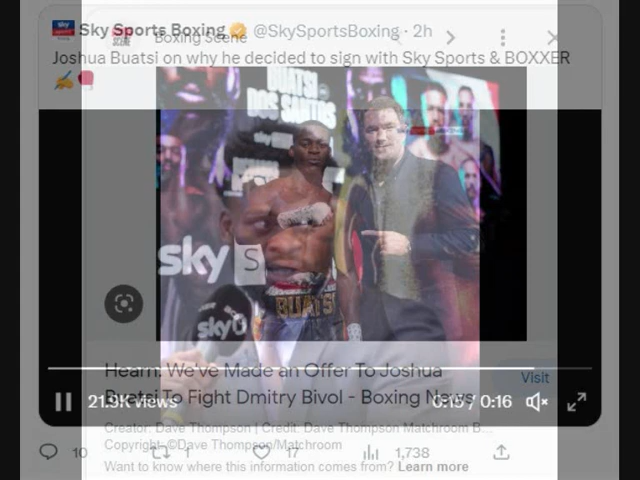 Sky Sports Boxing @SkySportsBoxing · 2h
Boxing Scene
Joshua Buatsi on why he decided to sign with Sky Sports & BOXXER
BUATSI
DOS SANTOS
sky S
BUATSI
sky
Hearn: We've Made an Offer To Joshua
Buatsi To Fight Dmitry Bivol - Boxing News
Visit
21.9K views
0:15 / 0:16
Creator: Dave Thompson | Credit: Dave Thompson Matchroom B...
Copyright: ©Dave Thompson/Matchroom
10 1 17 1,738
Want to know where this information comes from? Learn more